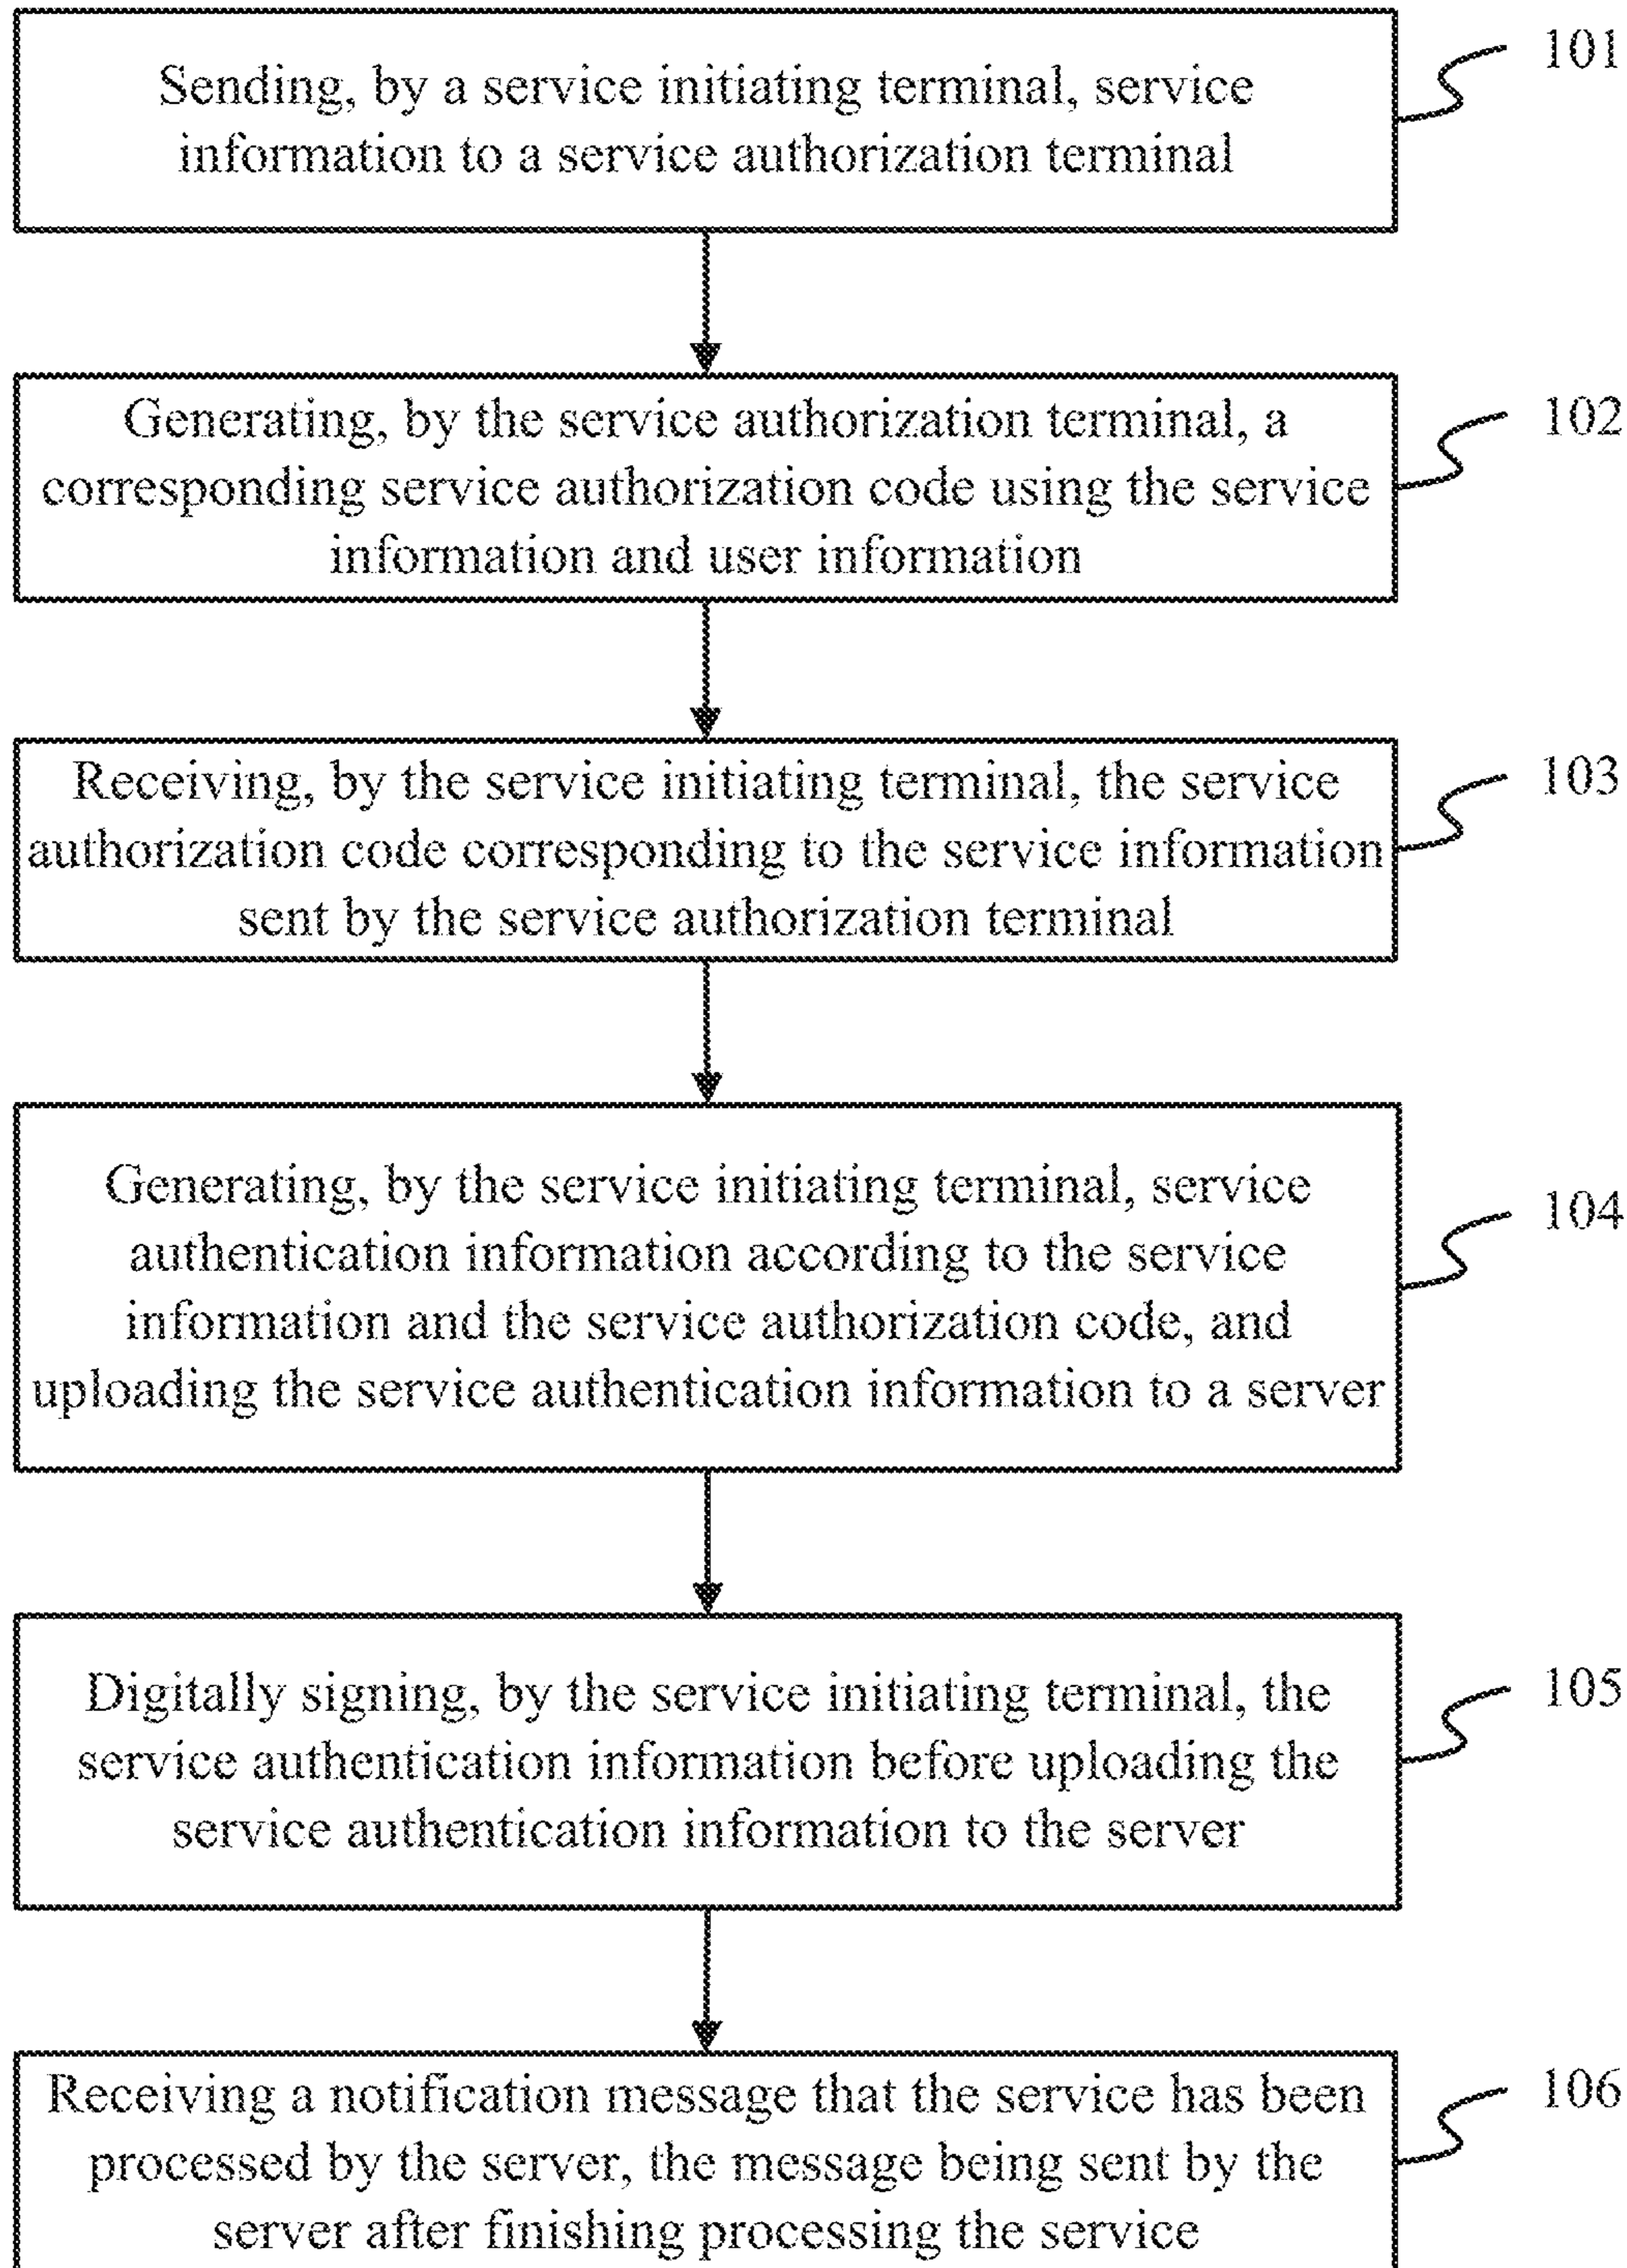 Sending, by a service initiating terminal, service
information to a service authorization terminal
101
Generating, by the service authorization terminal, a
corresponding service authorization code using the service
information and user information
102
Receiving, by the service initiating terminal, the service
authorization code corresponding to the service information
sent by the service authorization terminal
103
Generating, by the service initiating terminal, service
authentication information according to the service
information and the service authorization code, and
uploading the service authentication information to a server
104
Digitally signing, by the service initiating terminal, the
service authentication information before uploading the
service authentication information to the server
105
Receiving a notification message that the service has been
processed by the server, the message being sent by the
server after finishing processing the service
106